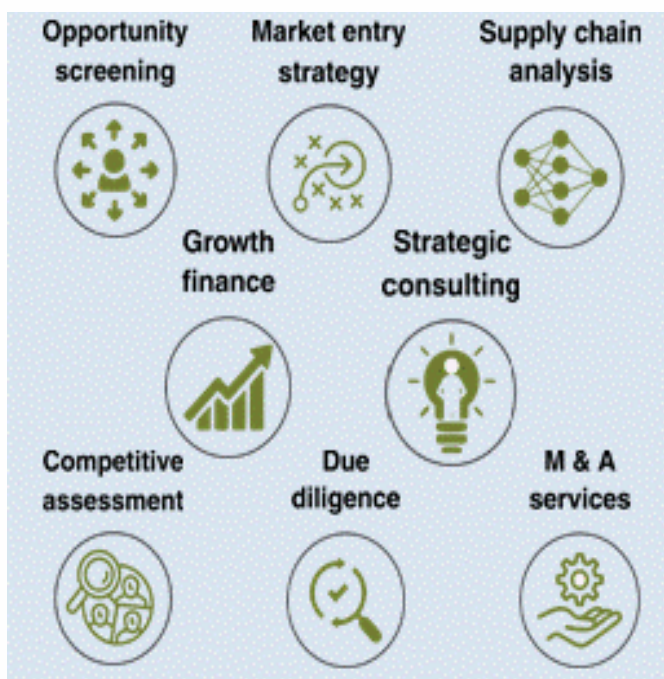 Opportunity
screening
Market entry
strategy
Supply chain
analysis
Growth
finance
Strategic
consulting
Competitive
assessment
Due
diligence
M & A
services